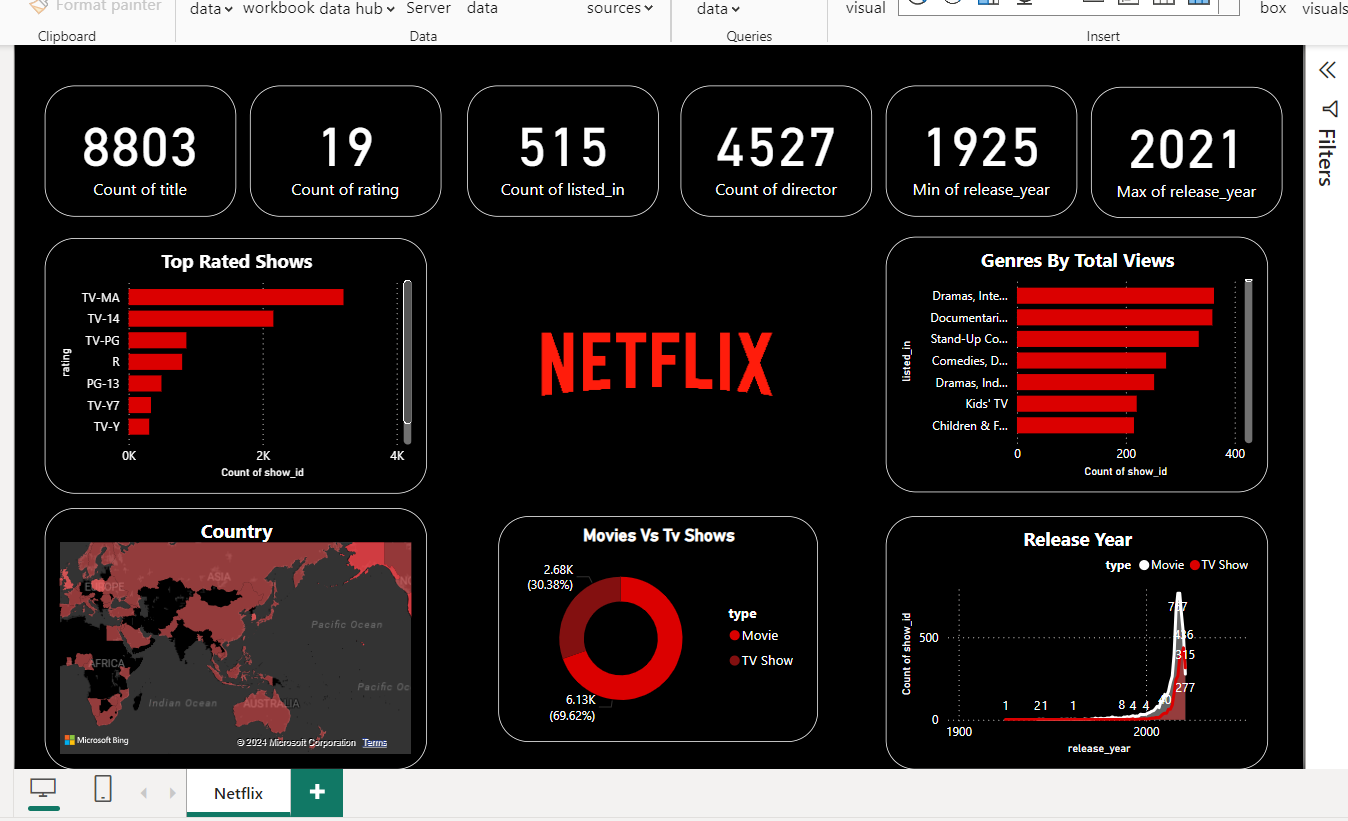 Format painter
data workbook data hub Server data sources data visual box visuals
Clipboard Data Queries Insert
8803 19 515 4527 1925 2021
Count of title Count of rating Count of listed_in Count of director Min of release_year Max of release_year
Filters
Top Rated Shows
rating
TV-MA
TV-14
TV-PG
R
PG-13
TV-Y7
TV-Y
0K 2K 4K
Count of show_id
NETFLIX
Genres By Total Views
listed_in
Dramas, Inte...
Documentari...
Stand-Up Co...
Comedies, D...
Dramas, Ind...
Kids' TV
Children & F...
0 200 400
Count of show_id
Country
ASIA
EUROPE
Pacific Ocean
AFRICA
Pacific Oc
Indian Ocean
AUSTRALIA
Microsoft Bing
© 2024 Microsoft Corporation Terms
Movies Vs Tv Shows
2.68K
(30.38%)
type
Movie
TV Show
6.13K
(69.62%)
Release Year
type Movie TV Show
Count of show_id
500
0
767
436
315
277
1 21 1 8 4 4 40
1900 2000
release_year
Netflix